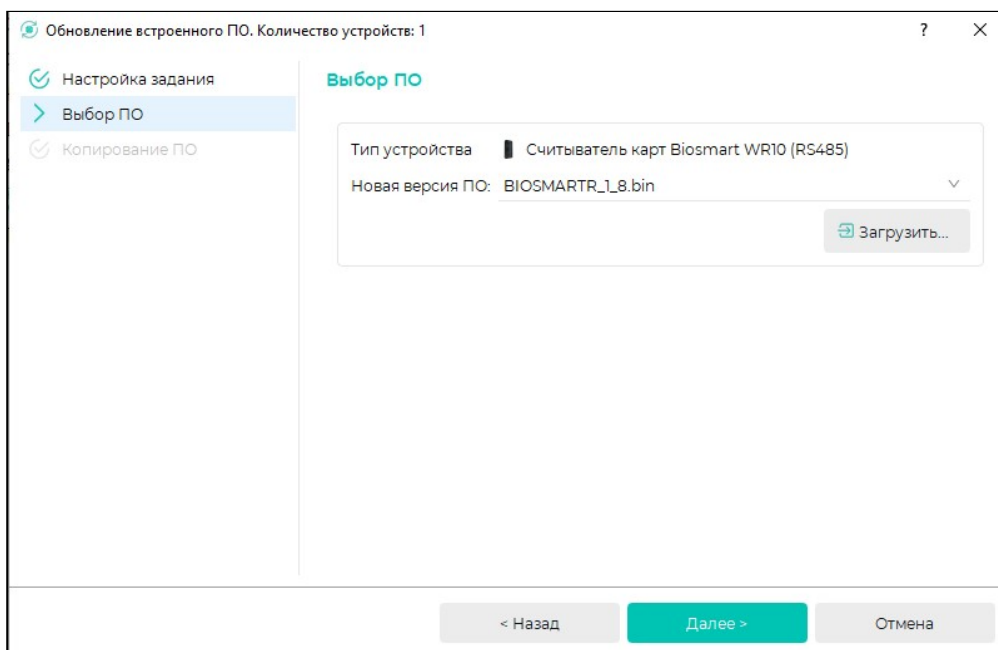 Обновление встроенного ПО. Количество устройств: 1
?
Настройка задания
Выбор ПО
Копирование ПО
Выбор ПО
Тип устройства Считыватель карт Biosmart WR10 (RS485)
Новая версия ПО: BIOSMARTR_1_8.bin
Загрузить...
< Назад
Далее >
Отмена